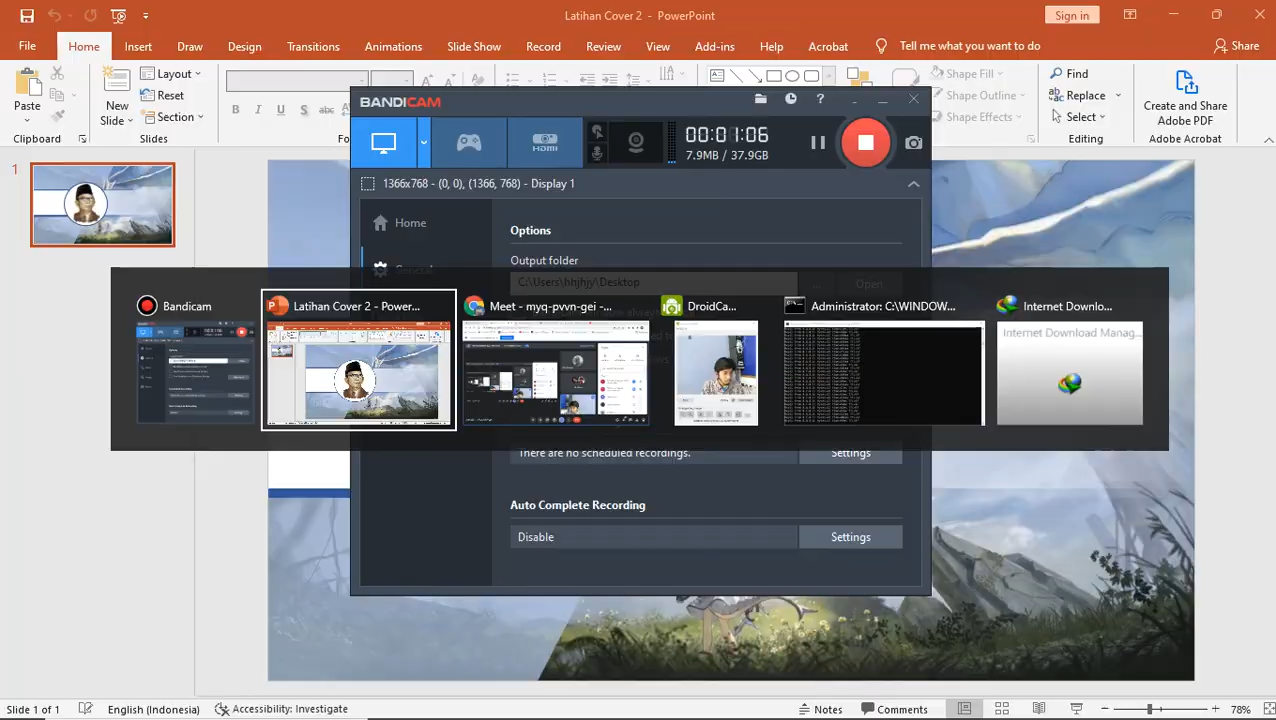 Latihan Cover 2 - PowerPoint
Sign in
File Home Insert Draw Design Transitions Animations Slide Show Record Review View Add-ins Help Acrobat Tell me what you want to do Share
Paste
Clipboard
New
Slide
Layout
Reset
Section
Slides
B I U S abc
Shape Fill
Shape Outline
Shape Effects
Find
Replace
Select
Editing
Create and Share
Adobe PDF
Adobe Acrobat
BANDICAM
HDMI
00:01:06
7.9MB / 37.9GB
1366x768 - (0, 0), (1366, 768) - Display 1
1
Home
General
Options
Output folder
C:\Users\hhjhjy\Desktop
... Open
Bandicam
Latihan Cover 2 - Power...
Meet - myq-pvvn-gei -...
DroidCa...
Administrator: C:\WINDOW...
Internet Downlo...
Internet Download Manag...
There are no scheduled recordings.
Settings
Auto Complete Recording
Disable
Settings
Slide 1 of 1 English (Indonesia) Accessibility: Investigate Notes Comments 78%